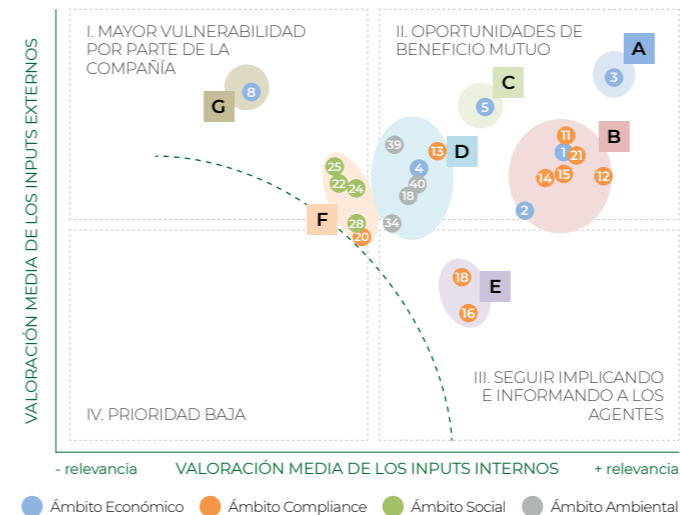 I. MAYOR VULNERABILIDAD
POR PARTE DE LA
COMPAÑÍA
II. OPORTUNIDADES DE
BENEFICIO MUTUO
A
3
8
G
C
5
B
11
1
21
14
15
12
2
39
13
D
4
40
18
34
25
22
24
F
28
20
18
E
16
III. SEGUIR IMPLICANDO
E INFORMANDO A LOS
AGENTES
IV. PRIORIDAD BAJA
VALORACIÓN MEDIA DE LOS INPUTS EXTERNOS
- relevancia
VALORACIÓN MEDIA DE LOS INPUTS INTERNOS
+ relevancia
Ámbito Económico
Ámbito Compliance
Ámbito Social
Ámbito Ambiental